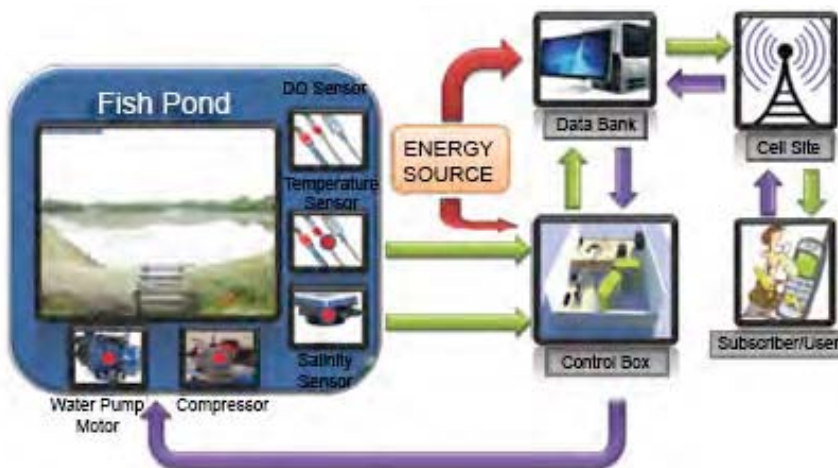 Fish Pond
DO Sensor
Temperature
Sensor
Salinity
Sensor
Water Pump
Motor
Compressor
ENERGY
SOURCE
Data Bank
Cell Site
Control Box
Subscriber/User